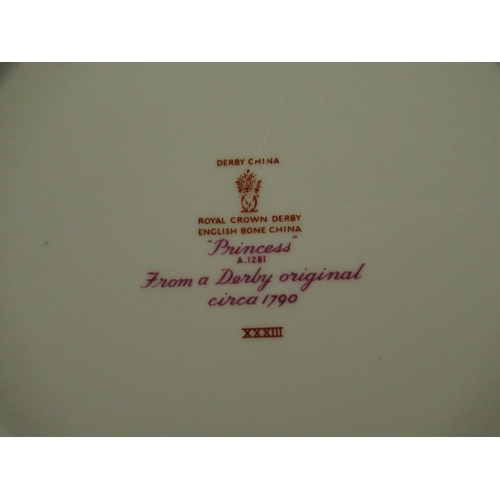 DERBY CHINA
ROYAL CROWN DERBY
ENGLISH BONE CHINA
"Princess"
A.1281
From a Derby original
circa 1790
XXXIII